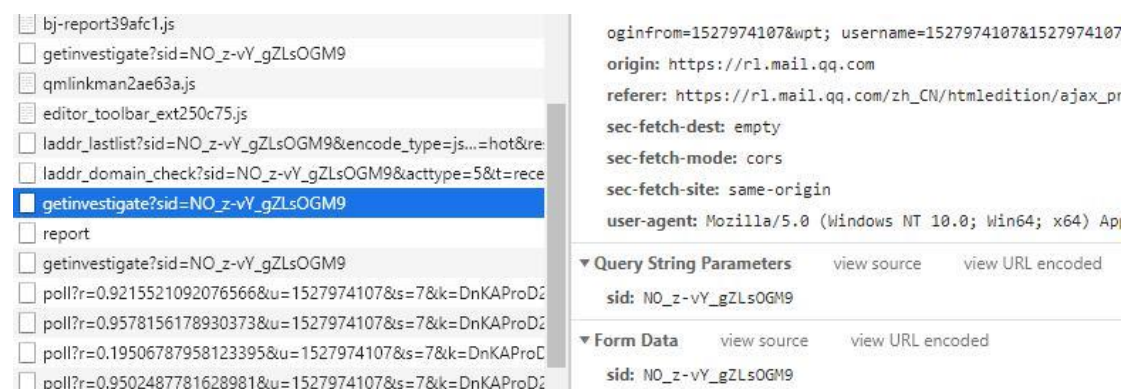 bj-report39afc1.js
getinvestigate?sid=NO_z-vY_gZLsOGM9
qmlinkman2ae63a.js
editor_toolbar_ext250c75.js
laddr_lastlist?sid=NO_z-vY_gZLsOGM9&encode_type=js...=hot&re
laddr_domain_check?sid=NO_z-vY_gZLsOGM9&acttype=5&t=rece
getinvestigate?sid=NO_z-vY_gZLsOGM9
report
getinvestigate?sid=NO_z-vY_gZLsOGM9
poll?r=0.9215521092076566&u=1527974107&s=7&k=DnKAProD2
poll?r=0.9578156178930373&u=1527974107&s=7&k=DnKAProD2
poll?r=0.19506787958123395&u=1527974107&s=7&k=DnKAProD
poll?r=0.9502487781628981&u=1527974107&s=7&k=DnKAProD2
oginfrom=1527974107&wpt; username=1527974107&1527974107
origin: https://rl.mail.qq.com
referer: https://rl.mail.qq.com/zh_CN/htmledition/ajax_pr
sec-fetch-dest: empty
sec-fetch-mode: cors
sec-fetch-site: same-origin
user-agent: Mozilla/5.0 (Windows NT 10.0; Win64; x64) App
Query String Parameters view source view URL encoded
sid: NO_z-vY_gZLsOGM9
Form Data view source view URL encoded
sid: NO_z-vY_gZLsOGM9